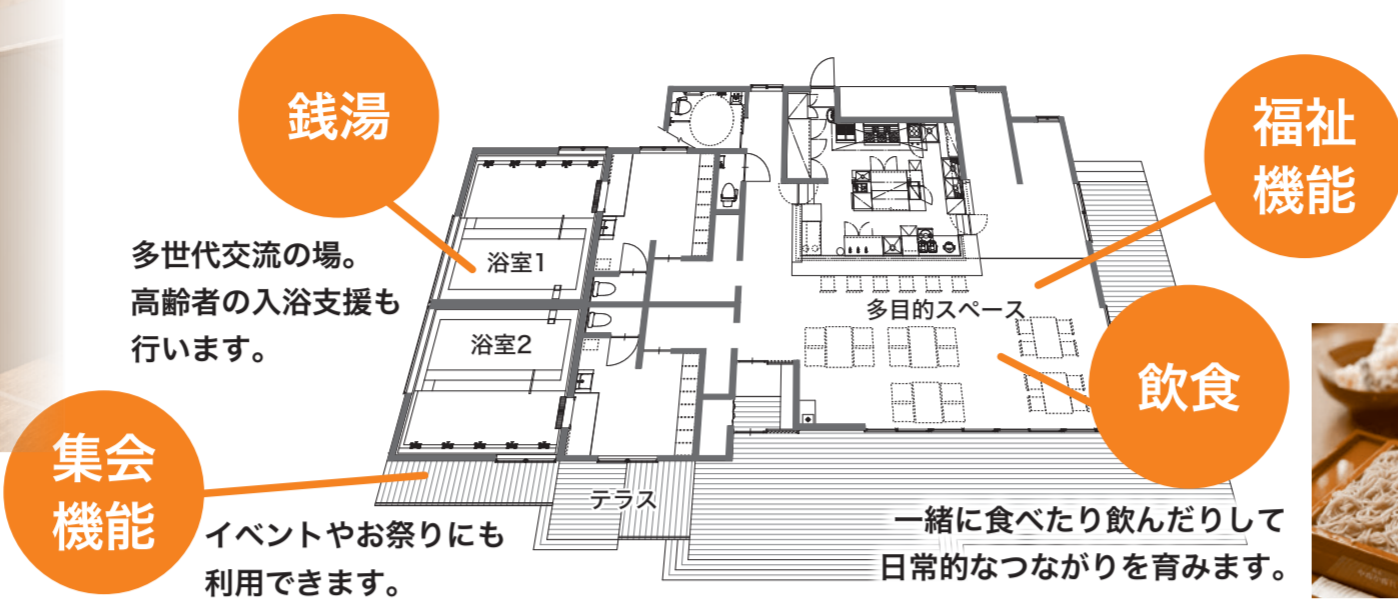 銭湯
多世代交流の場。
高齢者の入浴支援も
行います。
集会
機能
イベントやお祭りにも
利用できます。
浴室1
浴室2
テラス
多目的スペース
福祉
機能
飲食
一緒に食べたり飲んだりして
日常的なつながりを育みます。